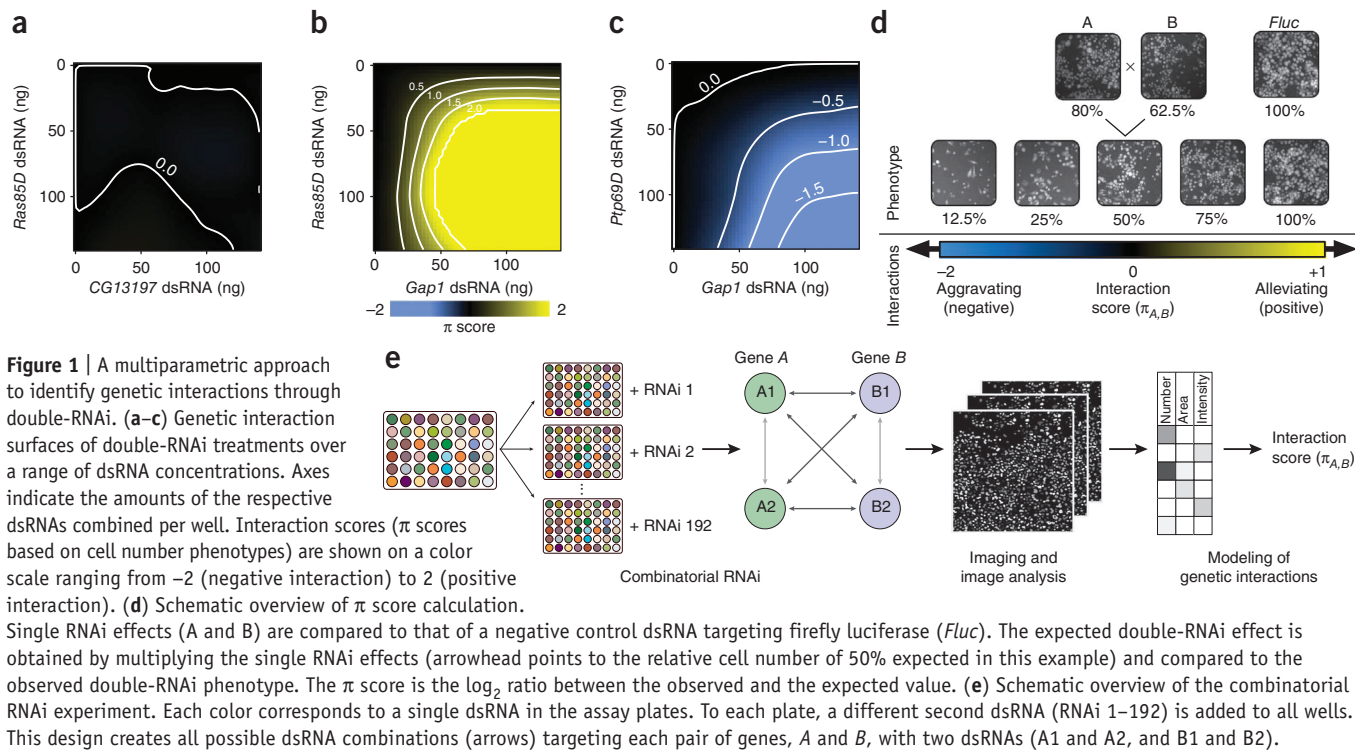 a
0
50
100
Ras85D dsRNA (ng)
0.0
0 50 100
CG13197 dsRNA (ng)
b
0
50
100
Ras85D dsRNA (ng)
0.5
1.0
1.5
2.0
0 50 100
Gap1 dsRNA (ng)
–2 2
π score
c
0
50
100
Ptp69D dsRNA (ng)
0.0
–0.5
–1.0
–1.5
0 50 100
Gap1 dsRNA (ng)
d
A B Fluc
×
80% 62.5% 100%
Phenotype
12.5% 25% 50% 75% 100%
Interactions
–2 0 +1
Aggravating Interaction Alleviating
(negative) score (πA,B) (positive)
Figure 1 | A multiparametric approach
to identify genetic interactions through
double-RNAi. (a–c) Genetic interaction
surfaces of double-RNAi treatments over
a range of dsRNA concentrations. Axes
indicate the amounts of the respective
dsRNAs combined per well. Interaction scores (π scores
based on cell number phenotypes) are shown on a color
scale ranging from –2 (negative interaction) to 2 (positive
interaction). (d) Schematic overview of π score calculation.
Single RNAi effects (A and B) are compared to that of a negative control dsRNA targeting firefly luciferase (Fluc). The expected double-RNAi effect is
obtained by multiplying the single RNAi effects (arrowhead points to the relative cell number of 50% expected in this example) and compared to the
observed double-RNAi phenotype. The π score is the log2 ratio between the observed and the expected value. (e) Schematic overview of the combinatorial
RNAi experiment. Each color corresponds to a single dsRNA in the assay plates. To each plate, a different second dsRNA (RNAi 1–192) is added to all wells.
This design creates all possible dsRNA combinations (arrows) targeting each pair of genes, A and B, with two dsRNAs (A1 and A2, and B1 and B2).
e
+ RNAi 1
+ RNAi 2
+ RNAi 192
Combinatorial RNAi
Gene A Gene B
A1 B1
A2 B2
Imaging and
image analysis
Number
Area
Intensity
Modeling of
genetic interactions
Interaction
score (πA,B)